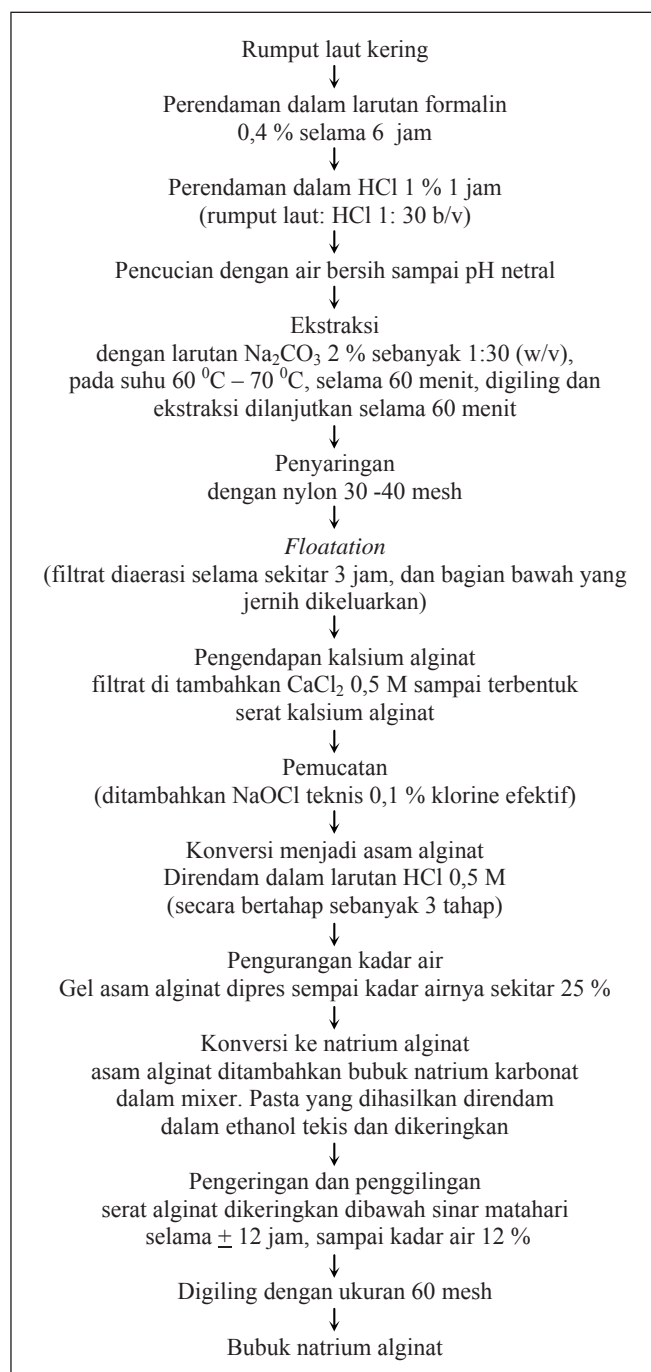 Rumput laut kering
Perendaman dalam larutan formalin
0,4 % selama 6 jam
Perendaman dalam HCl 1 % 1 jam
(rumput laut: HCl 1: 30 b/v)
Pencucian dengan air bersih sampai pH netral
Ekstraksi
dengan larutan Na₂CO₃ 2 % sebanyak 1:30 (w/v),
pada suhu 60 ⁰C – 70 ⁰C, selama 60 menit, digiling dan
ekstraksi dilanjutkan selama 60 menit
Penyaringan
dengan nylon 30 -40 mesh
Floatation
(filtrat diaerasi selama sekitar 3 jam, dan bagian bawah yang
jernih dikeluarkan)
Pengendapan kalsium alginat
filtrat di tambahkan CaCl₂ 0,5 M sampai terbentuk
serat kalsium alginat
Pemucatan
(ditambahkan NaOCl teknis 0,1 % klorine efektif)
Konversi menjadi asam alginat
Direndam dalam larutan HCl 0,5 M
(secara bertahap sebanyak 3 tahap)
Pengurangan kadar air
Gel asam alginat dipres sempai kadar airnya sekitar 25 %
Konversi ke natrium alginat
asam alginat ditambahkan bubuk natrium karbonat
dalam mixer. Pasta yang dihasilkan direndam
dalam ethanol tekis dan dikeringkan
Pengeringan dan penggilingan
serat alginat dikeringkan dibawah sinar matahari
selama ± 12 jam, sampai kadar air 12 %
Digiling dengan ukuran 60 mesh
Bubuk natrium alginat